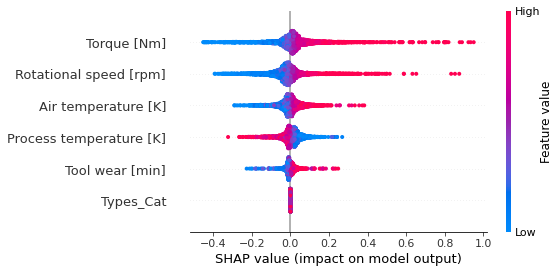 High
Torque [Nm]
Rotational speed [rpm]
Air temperature [K]
Process temperature [K]
Tool wear [min]
Types_Cat
Feature value
Low
−0.4 −0.2 0.0 0.2 0.4 0.6 0.8 1.0
SHAP value (impact on model output)